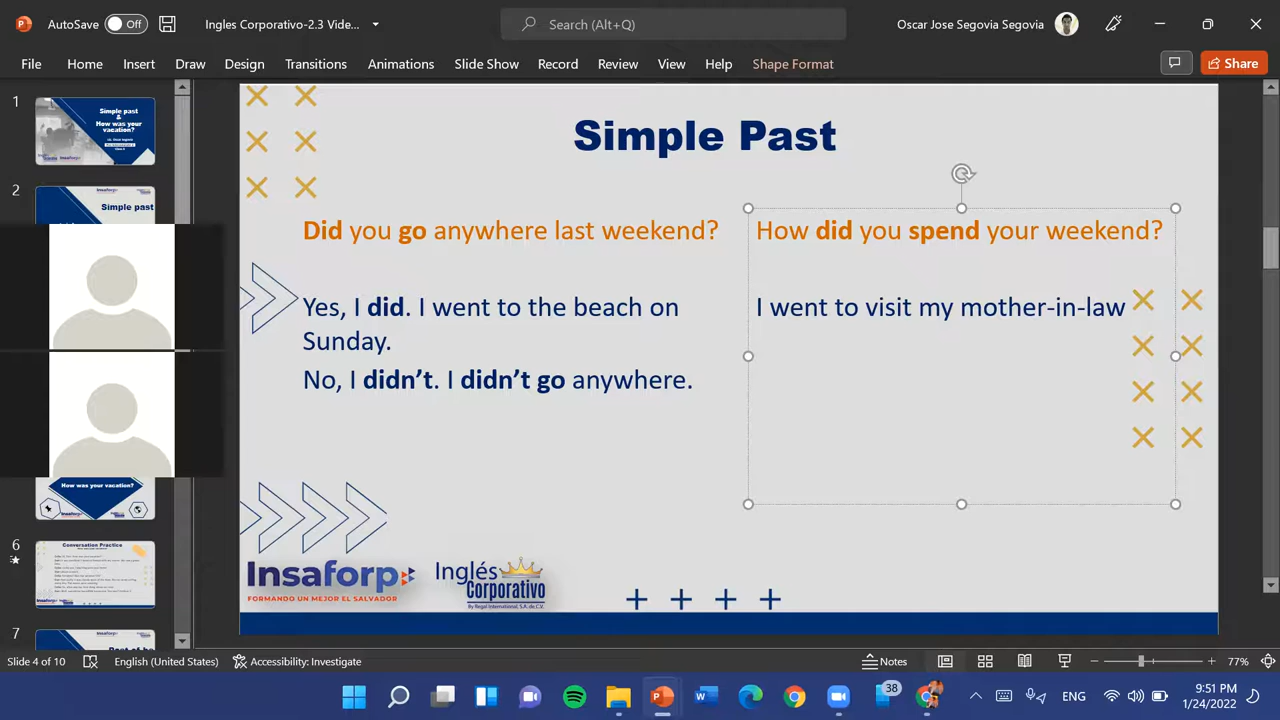 AutoSave Off Ingles Corporativo-2.3 Vide... Search (Alt+Q) Oscar Jose Segovia Segovia
File Home Insert Draw Design Transitions Animations Slide Show Record Review View Help Shape Format Share
1
Simple past
&
How was your
vacation?
2
Simple past
How was your vacation?
6
Conversation Practice
7
Simple Past
Did you go anywhere last weekend?
Yes, I did. I went to the beach on
Sunday.
No, I didn't. I didn't go anywhere.
How did you spend your weekend?
I went to visit my mother-in-law
Insaforp
FORMANDO UN MEJOR EL SALVADOR
Inglés
Corporativo
By Regal International, S.A. de C.V.
Slide 4 of 10 English (United States) Accessibility: Investigate Notes 77%
38
ENG
9:51 PM
1/24/2022